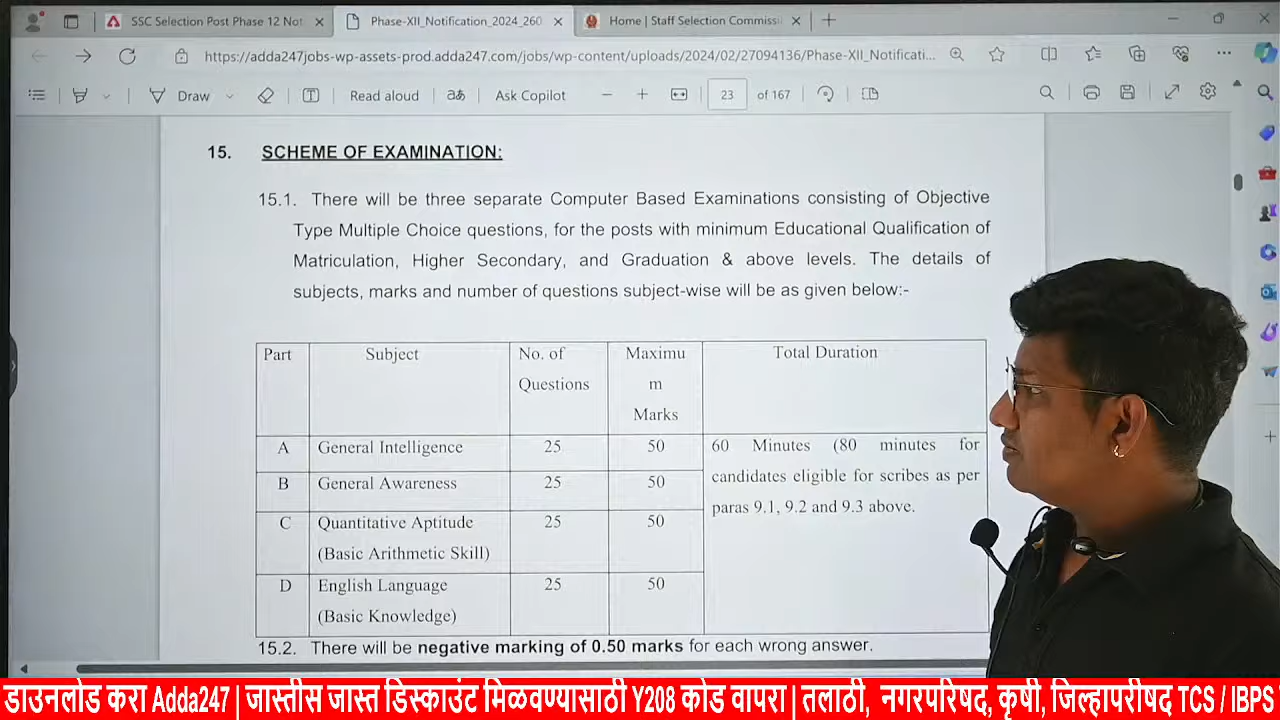 SSC Selection Post Phase 12 Not
Phase-XII_Notification_2024_260
Home | Staff Selection Commissi
https://adda247jobs-wp-assets-prod.adda247.com/jobs/wp-content/uploads/2024/02/27094136/Phase-XII_Notificati...
Draw
Read aloud
Ask Copilot
23 of 167
15. SCHEME OF EXAMINATION:
15.1. There will be three separate Computer Based Examinations consisting of Objective
Type Multiple Choice questions, for the posts with minimum Educational Qualification of
Matriculation, Higher Secondary, and Graduation & above levels. The details of
subjects, marks and number of questions subject-wise will be as given below:-
Part Subject No. of Maximu Total Duration
Questions m
Marks
A General Intelligence 25 50 60 Minutes (80 minutes for
candidates eligible for scribes as per
B General Awareness 25 50
paras 9.1, 9.2 and 9.3 above.
C Quantitative Aptitude 25 50
(Basic Arithmetic Skill)
D English Language 25 50
(Basic Knowledge)
15.2. There will be negative marking of 0.50 marks for each wrong answer.
डाउनलोड करा Adda247 | जास्तीस जास्त डिस्काउंट मिळवण्यासाठी Y208 कोड वापरा | तलाठी, नगरपरिषद, कृषी, जिल्हापरीषद TCS / IBPS